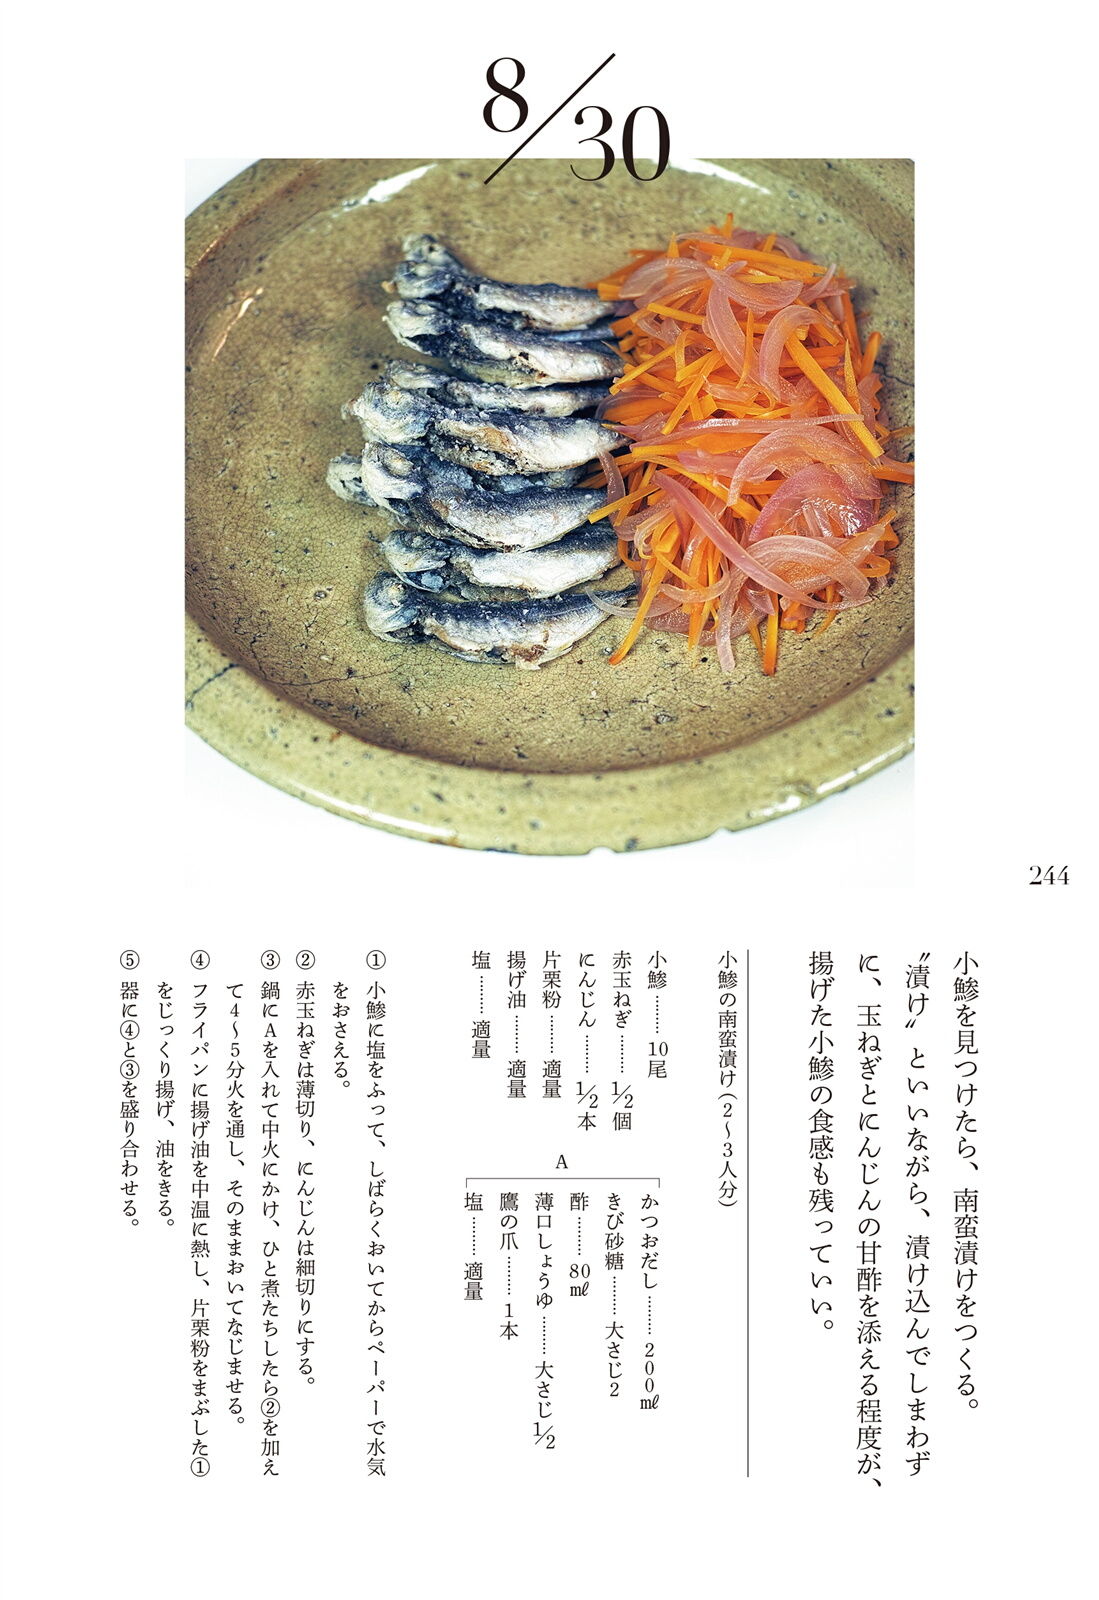 8/30
244
小鯵を見つけたら、南蛮漬けをつくる。
〝漬け〟といいながら、漬け込んでしまわず
に、玉ねぎとにんじんの甘酢を添える程度が、
揚げた小鯵の食感も残っていい。
小鯵の南蛮漬け(2〜3人分)
小鯵……… 10尾
赤玉ねぎ……… 1/2個
にんじん ……… 1/2本
片栗粉……… 適量
揚げ油 ……… 適量
塩……… 適量
A
かつおだし ……… 200㎖
きび砂糖 ……… 大さじ2
酢……… 80㎖
薄口しょうゆ ……… 大さじ1/2
鷹の爪……… 1本
塩……… 適量
① 小鯵に塩をふって、しばらくおいてからペーパーで水気
をおさえる。
② 赤玉ねぎは薄切り、にんじんは細切りにする。
③ 鍋にAを入れて中火にかけ、ひと煮たちしたら②を加え
て4〜5分火を通し、そのままおいてなじませる。
④ フライパンに揚げ油を中温に熱し、片栗粉をまぶした①
をじっくり揚げ、油をきる。
⑤ 器に④と③を盛り合わせる。